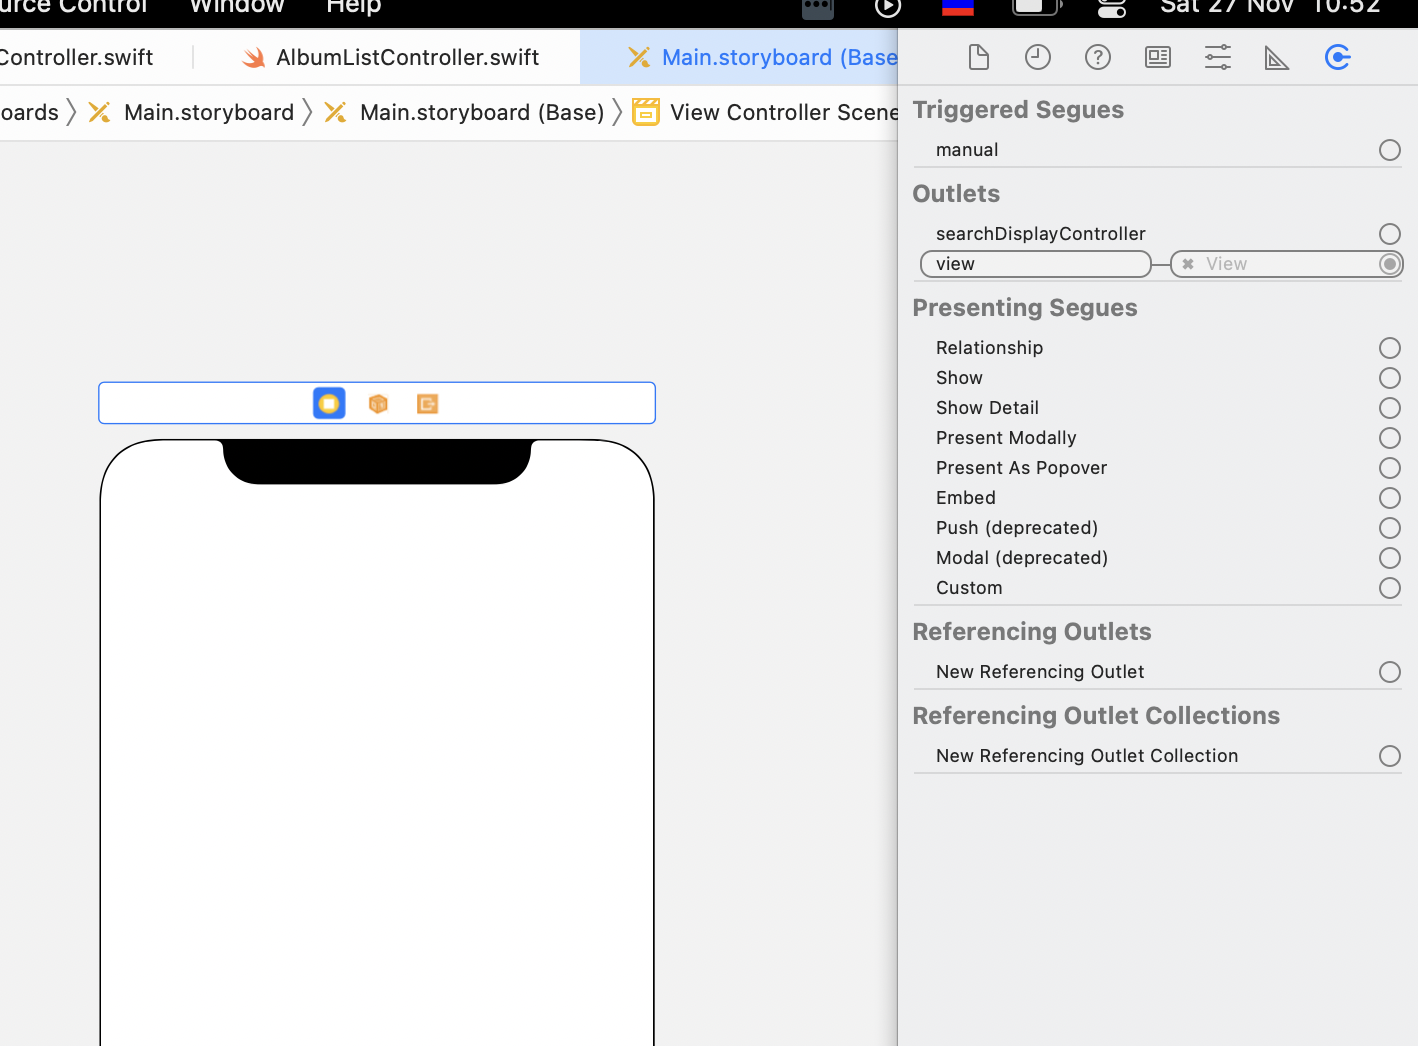 urce Control Window Help Sat 27 Nov 10:52
Controller.swift AlbumListController.swift Main.storyboard (Base
oards Main.storyboard Main.storyboard (Base) View Controller Scene
Triggered Segues
manual
Outlets
searchDisplayController
view View
Presenting Segues
Relationship
Show
Show Detail
Present Modally
Present As Popover
Embed
Push (deprecated)
Modal (deprecated)
Custom
Referencing Outlets
New Referencing Outlet
Referencing Outlet Collections
New Referencing Outlet Collection